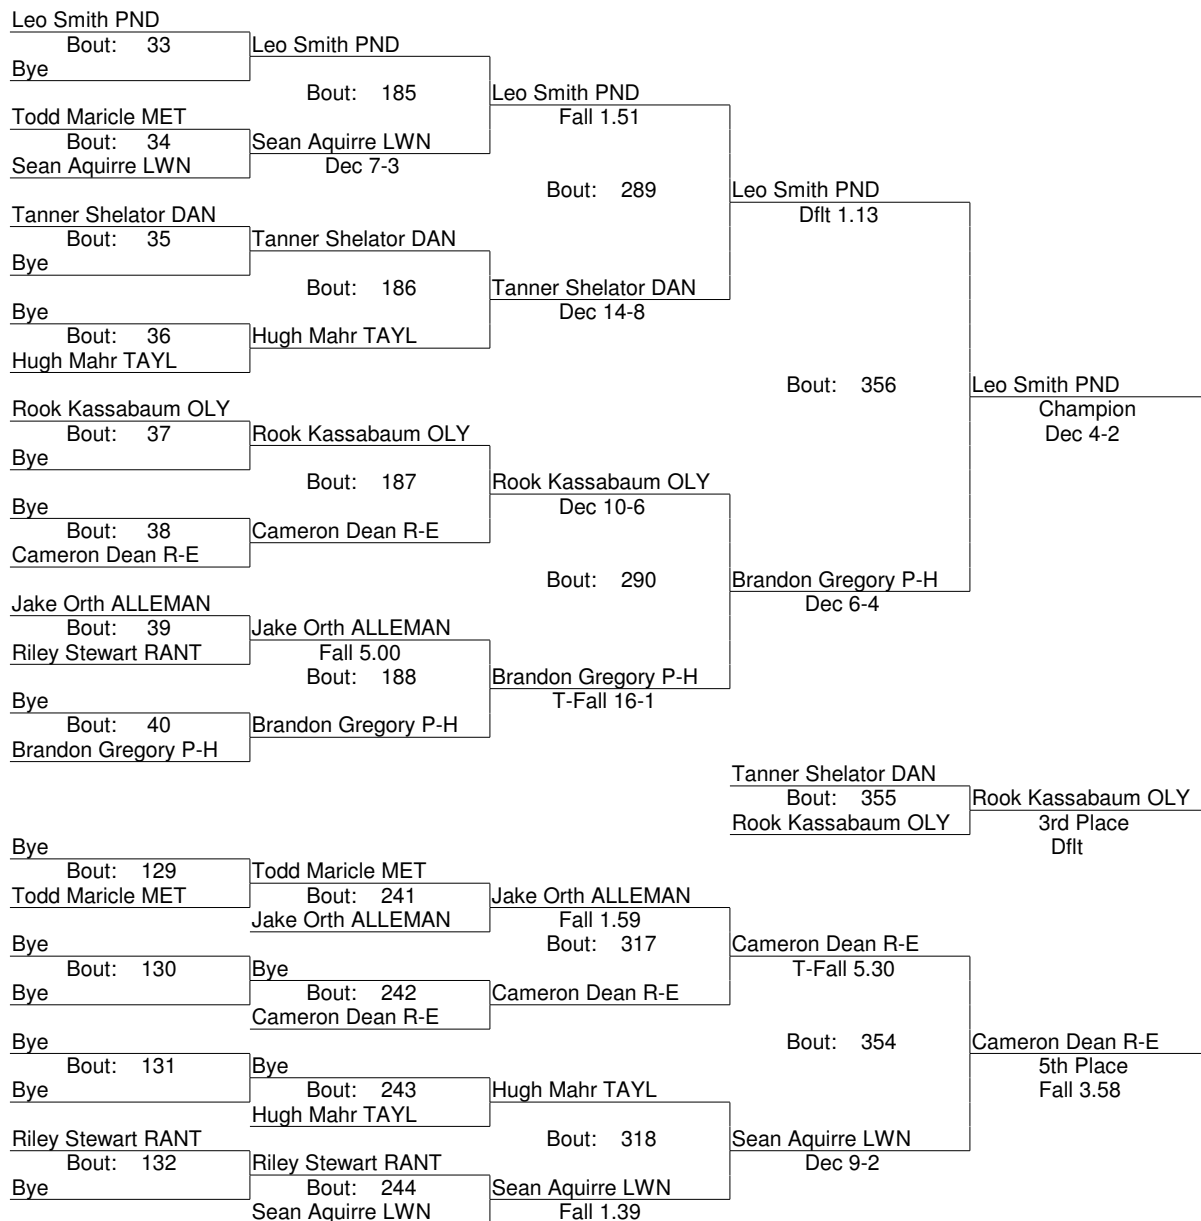 Leo Smith PND
Bout: 33 Leo Smith PND
Bye
Bout: 185 Leo Smith PND
Todd Maricle MET Fall 1.51
Bout: 34 Sean Aquirre LWN
Sean Aquirre LWN Dec 7-3
Bout: 289 Leo Smith PND
Tanner Shelator DAN Dflt 1.13
Bout: 35 Tanner Shelator DAN
Bye
Bout: 186 Tanner Shelator DAN
Bye Dec 14-8
Bout: 36 Hugh Mahr TAYL
Hugh Mahr TAYL
Bout: 356 Leo Smith PND
Rook Kassabaum OLY Champion
Bout: 37 Rook Kassabaum OLY Dec 4-2
Bye
Bout: 187 Rook Kassabaum OLY
Bye Dec 10-6
Bout: 38 Cameron Dean R-E
Cameron Dean R-E
Bout: 290 Brandon Gregory P-H
Jake Orth ALLEMAN Dec 6-4
Bout: 39 Jake Orth ALLEMAN
Riley Stewart RANT Fall 5.00
Bout: 188 Brandon Gregory P-H
Bye T-Fall 16-1
Bout: 40 Brandon Gregory P-H
Brandon Gregory P-H
Tanner Shelator DAN
Bout: 355 Rook Kassabaum OLY
Rook Kassabaum OLY 3rd Place
Bye Dflt
Bout: 129 Todd Maricle MET
Todd Maricle MET Bout: 241 Jake Orth ALLEMAN
Jake Orth ALLEMAN Fall 1.59
Bye Bout: 317 Cameron Dean R-E
Bout: 130 Bye T-Fall 5.30
Bye Bout: 242 Cameron Dean R-E
Cameron Dean R-E
Bye Bout: 354 Cameron Dean R-E
Bout: 131 Bye 5th Place
Bye Bout: 243 Hugh Mahr TAYL Fall 3.58
Hugh Mahr TAYL
Riley Stewart RANT Bout: 318 Sean Aquirre LWN
Bout: 132 Riley Stewart RANT Dec 9-2
Bye Bout: 244 Sean Aquirre LWN
Sean Aquirre LWN Fall 1.39